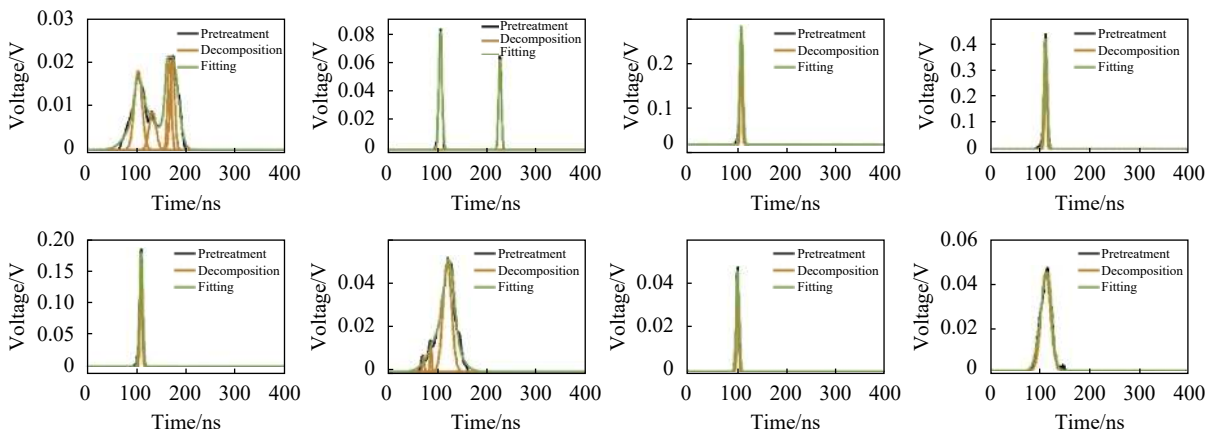 0.03
0.02
0.01
0
Voltage/V
Pretreatment
Decomposition
Fitting
0 100 200 300 400
Time/ns
0.08
0.06
0.04
0.02
0.00
Voltage/V
Pretreatment
Decomposition
Fitting
0 100 200 300 400
Time/ns
0.2
0.1
0
Voltage/V
Pretreatment
Decomposition
Fitting
0 100 200 300 400
Time/ns
0.4
0.3
0.2
0.1
0
Voltage/V
Pretreatment
Decomposition
Fitting
0 100 200 300 400
Time/ns
0.20
0.15
0.10
0.05
0
Voltage/V
Pretreatment
Decomposition
Fitting
0 100 200 300 400
Time/ns
0.04
0.02
0
Voltage/V
Pretreatment
Decomposition
Fitting
0 100 200 300 400
Time/ns
0.04
0.02
0
Voltage/V
Pretreatment
Decomposition
Fitting
0 100 200 300 400
Time/ns
0.06
0.04
0.02
0
Voltage/V
Pretreatment
Decomposition
Fitting
0 100 200 300 400
Time/ns